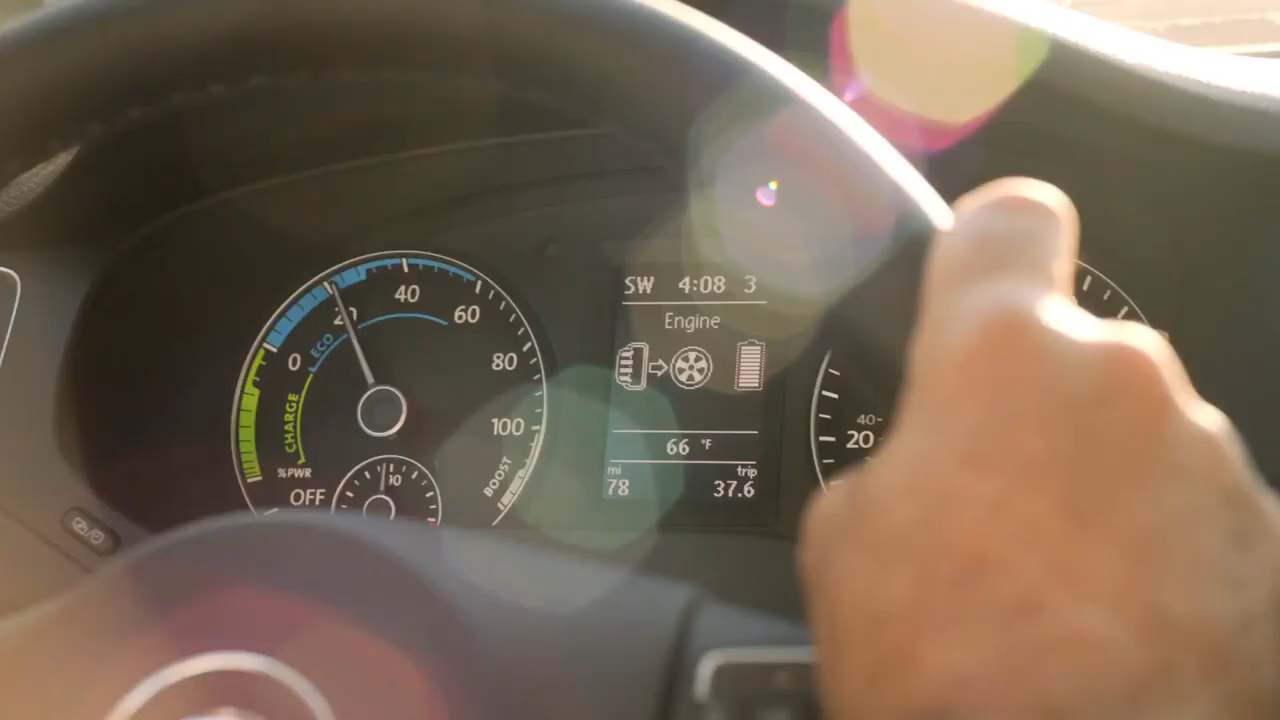 SW 4:08 3
Engine
66 °F
mi trip
78 37.6
0
20
40
60
80
100
ECO
CHARGE
BOOST
%PWR
OFF
40
20